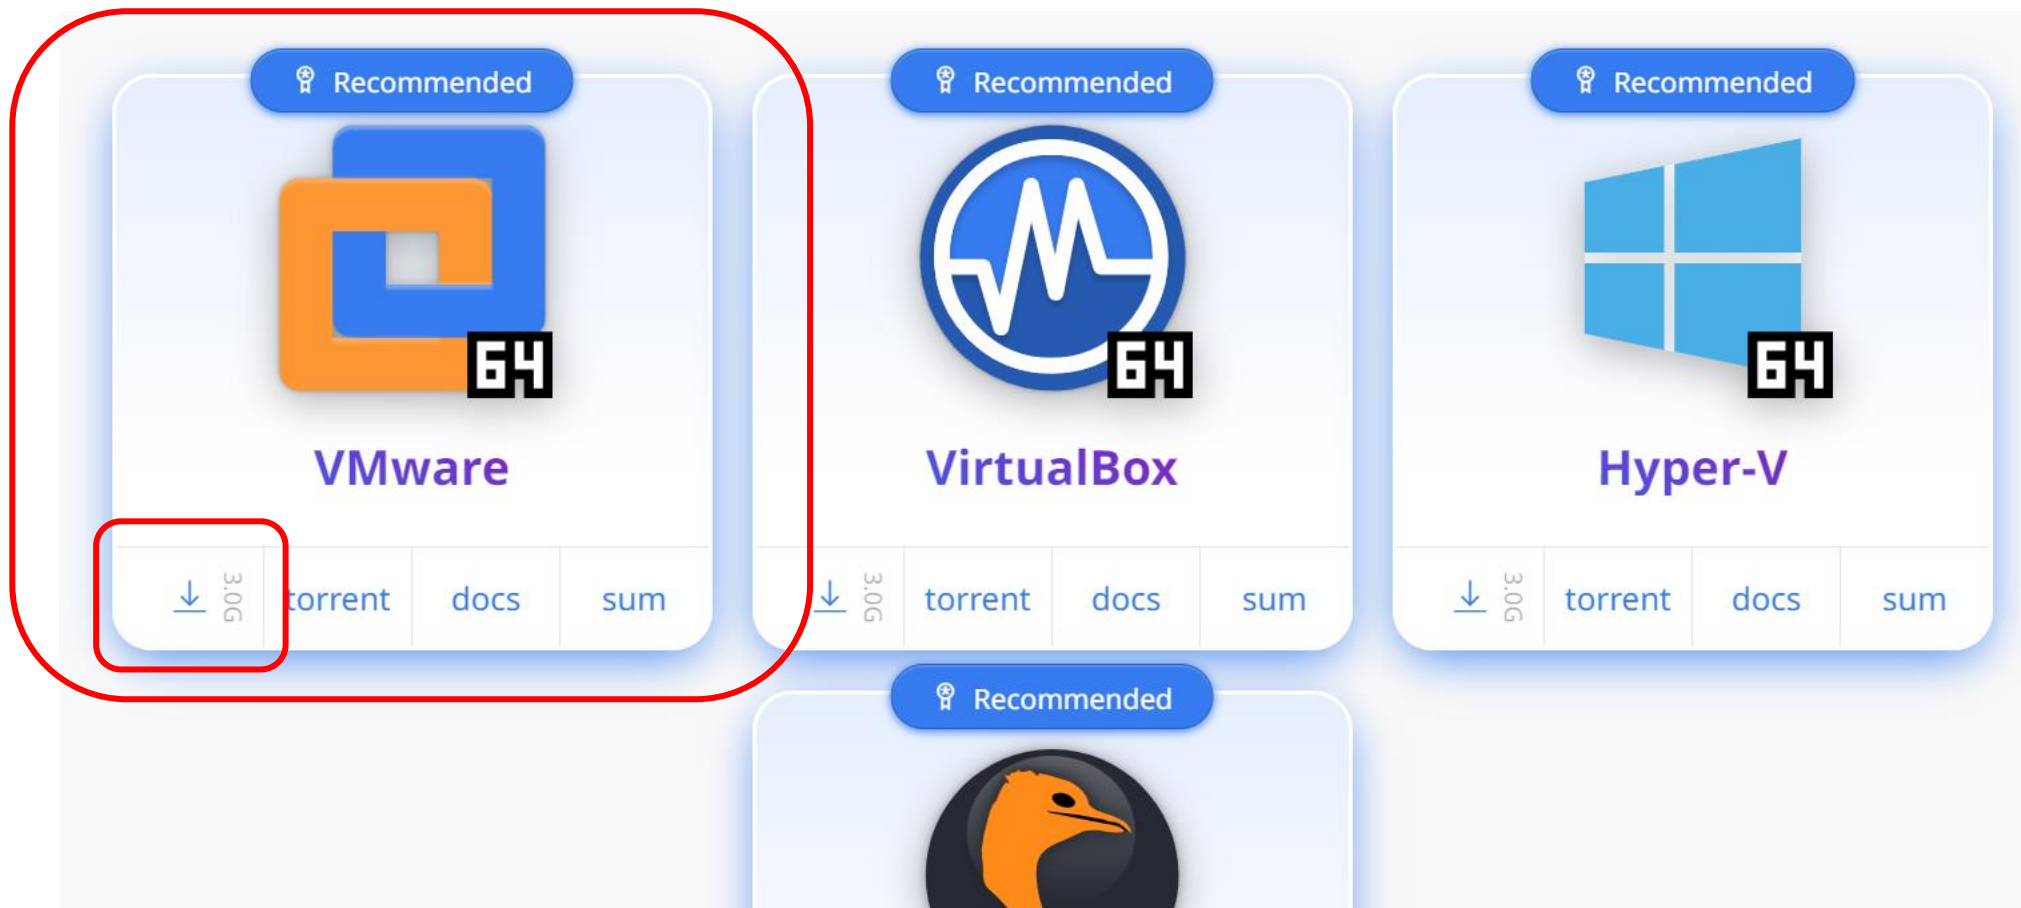 Recommended
64
VMware
3.0G torrent docs sum
Recommended
64
VirtualBox
3.0G torrent docs sum
Recommended
64
Hyper-V
3.0G torrent docs sum
Recommended